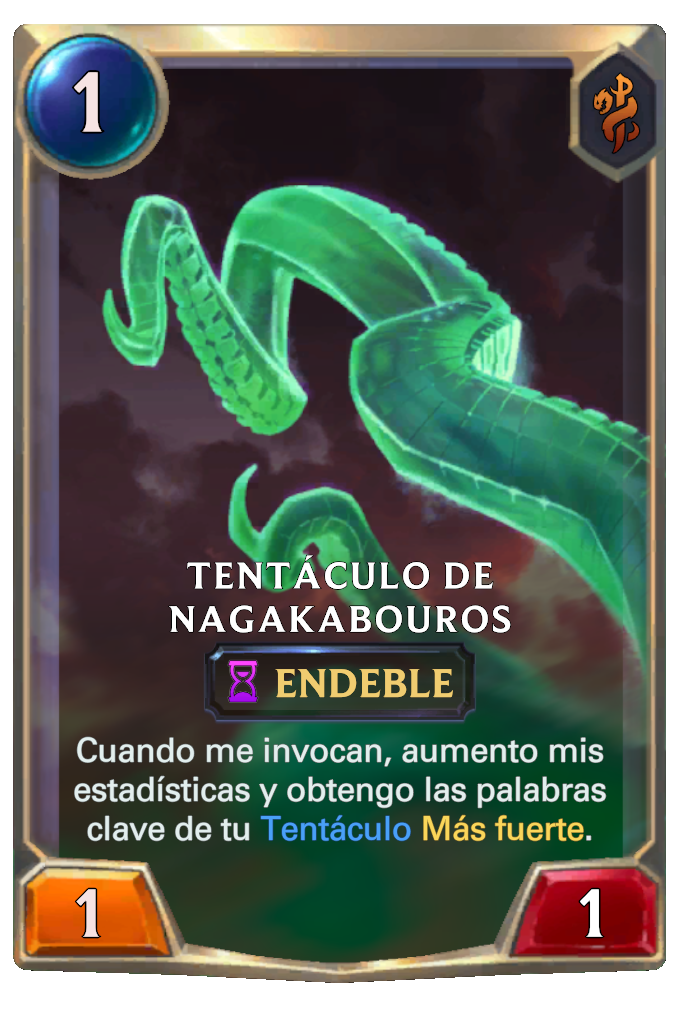 1
TENTÁCULO DE
NAGAKABOUROS
ENDEBLE
Cuando me invocan, aumento mis
estadísticas y obtengo las palabras
clave de tu Tentáculo Más fuerte.
1
1